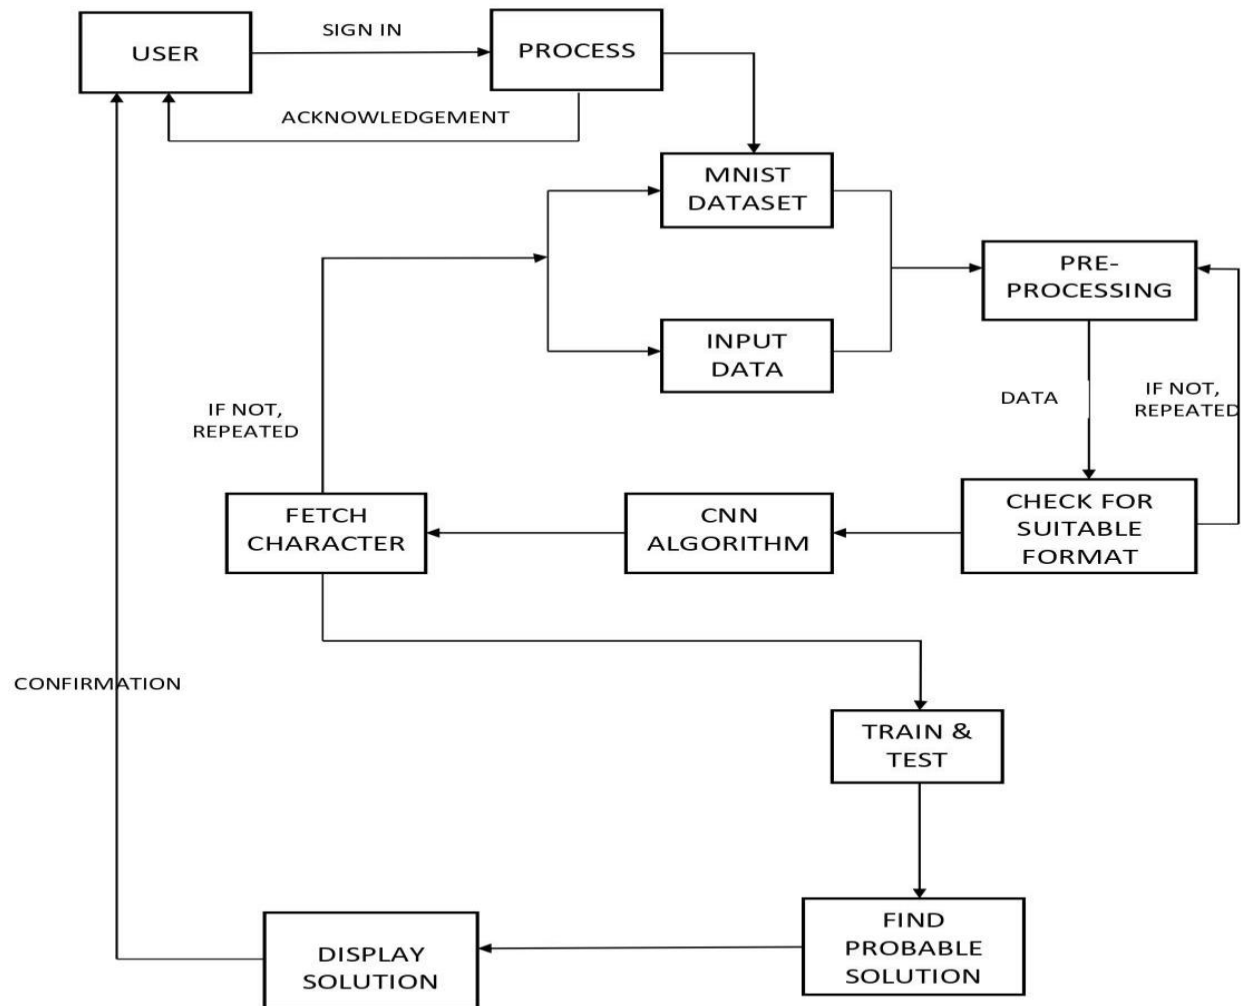 SIGN IN
USER
PROCESS
ACKNOWLEDGEMENT
MNIST
DATASET
PRE-
PROCESSING
INPUT
DATA
DATA
IF NOT,
REPEATED
IF NOT,
REPEATED
FETCH
CHARACTER
CNN
ALGORITHM
CHECK FOR
SUITABLE
FORMAT
CONFIRMATION
TRAIN &
TEST
FIND
PROBABLE
SOLUTION
DISPLAY
SOLUTION